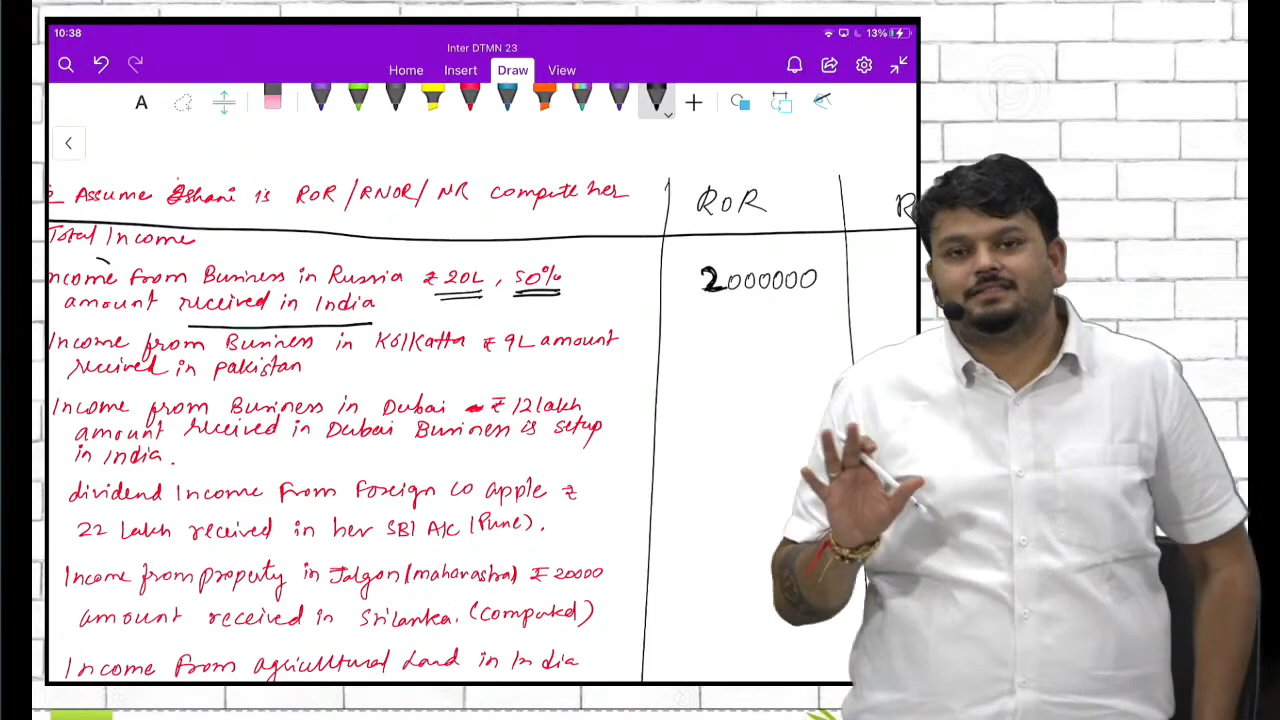 10:38
13%
Inter DTMN 23
Home Insert Draw View
A
Assume Eshani is ROR/RNOR/NR compute her
ROR
R
Total Income
ncome from Business in Russia ₹ 20L, 50%
2000000
amount received in India
Income from Business in Kolkatta ₹ 9L amount
received in pakistan
Income from Business in Dubai ₹ 12 lakh
amount received in Dubai Business is setup
in India.
dividend Income from foreign co apple ₹
22 Lakh received in her SBI A/c (Pune).
Income from property in Jalgon (maharastra) ₹ 20000
amount received in Srilanka. (computed)
Income from agricultural Land in India